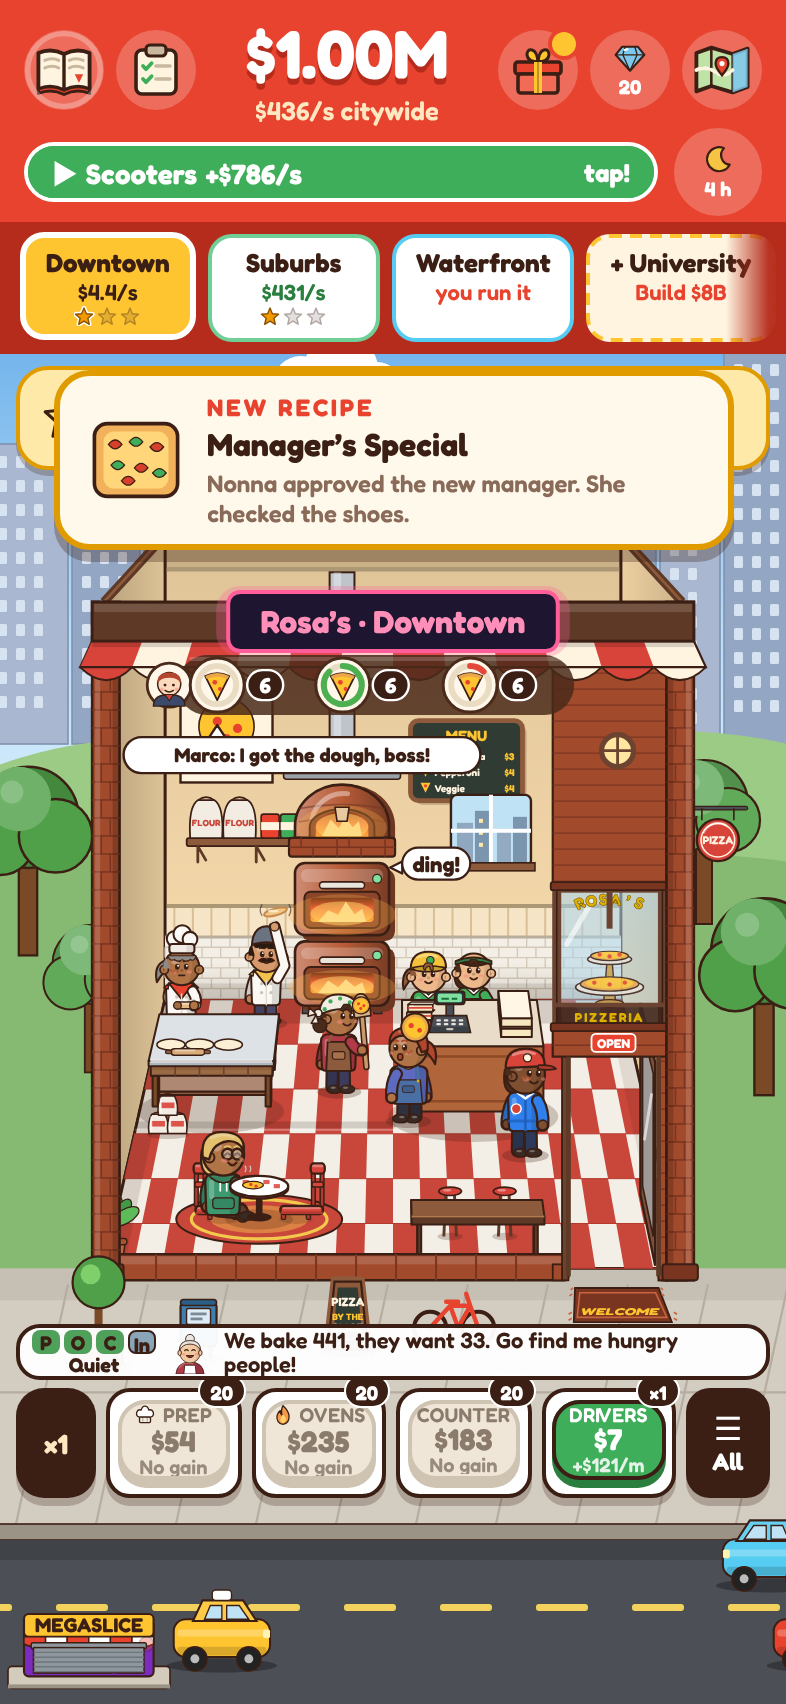 $1.00M
$436/s citywide
20
Scooters +$786/s
tap!
4 h
Downtown
$4.4/s
Suburbs
$431/s
Waterfront
you run it
+ University
Build $8B
NEW RECIPE
Manager's Special
Nonna approved the new manager. She
checked the shoes.
Rosa's · Downtown
6
6
6
MENU
$3
Pepperoni $4
Veggie $4
Marco: I got the dough, boss!
FLOUR
FLOUR
ding!
PIZZA
ROSA'S
PIZZERIA
OPEN
PIZZA
BY THE
WELCOME
P O C In
Quiet
We bake 441, they want 33. Go find me hungry
people!
x1
20
PREP
$54
No gain
20
OVENS
$235
No gain
20
COUNTER
$183
No gain
x1
DRIVERS
$7
+$121/m
All
MEGASLICE